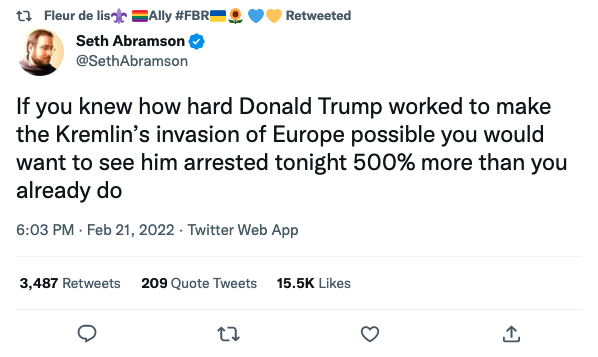 Fleur de lis⚜️ 🏳️‍🌈Ally #FBR🇺🇦🌻 💙💛 Retweeted
Seth Abramson
@SethAbramson
If you knew how hard Donald Trump worked to make
the Kremlin’s invasion of Europe possible you would
want to see him arrested tonight 500% more than you
already do
6:03 PM · Feb 21, 2022 · Twitter Web App
3,487 Retweets 209 Quote Tweets 15.5K Likes